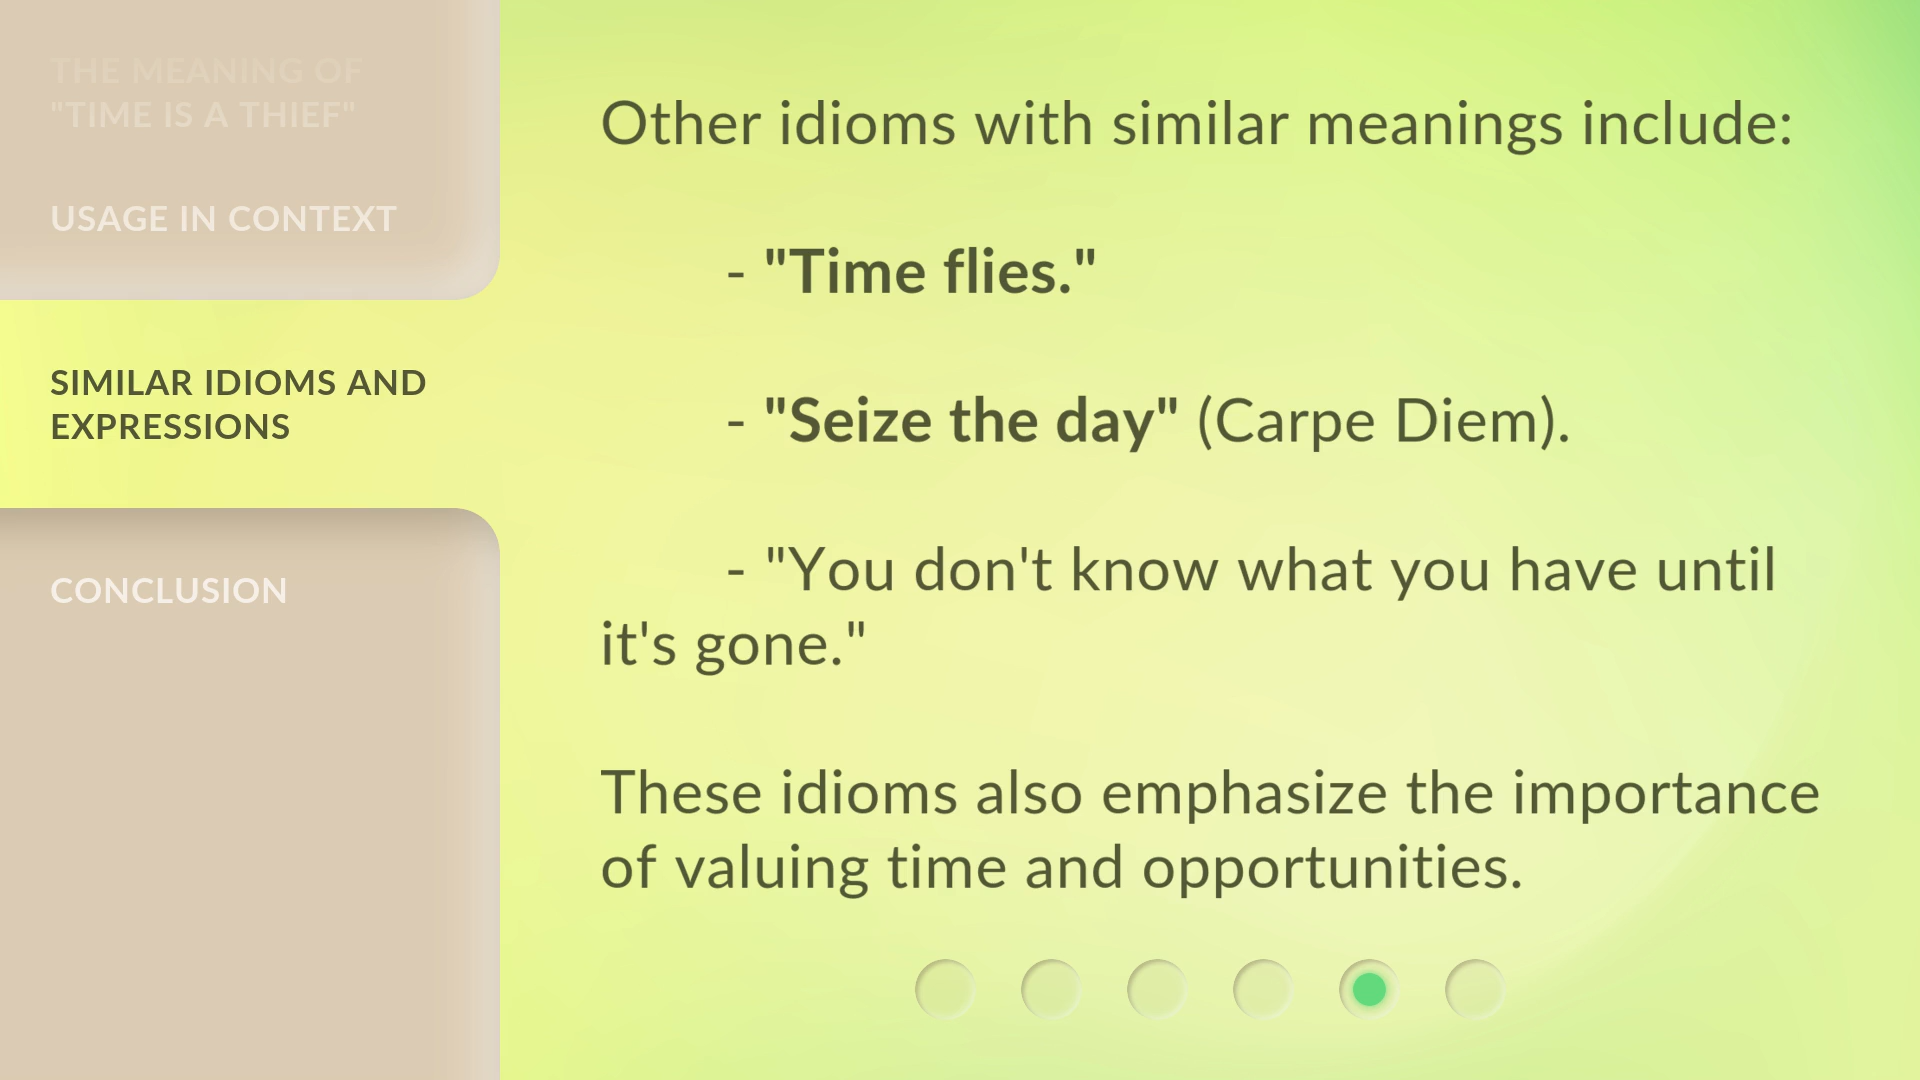 THE MEANING OF
"TIME IS A THIEF"
USAGE IN CONTEXT
SIMILAR IDIOMS AND
EXPRESSIONS
CONCLUSION
Other idioms with similar meanings include:
- "Time flies."
- "Seize the day" (Carpe Diem).
- "You don't know what you have until
it's gone."
These idioms also emphasize the importance
of valuing time and opportunities.